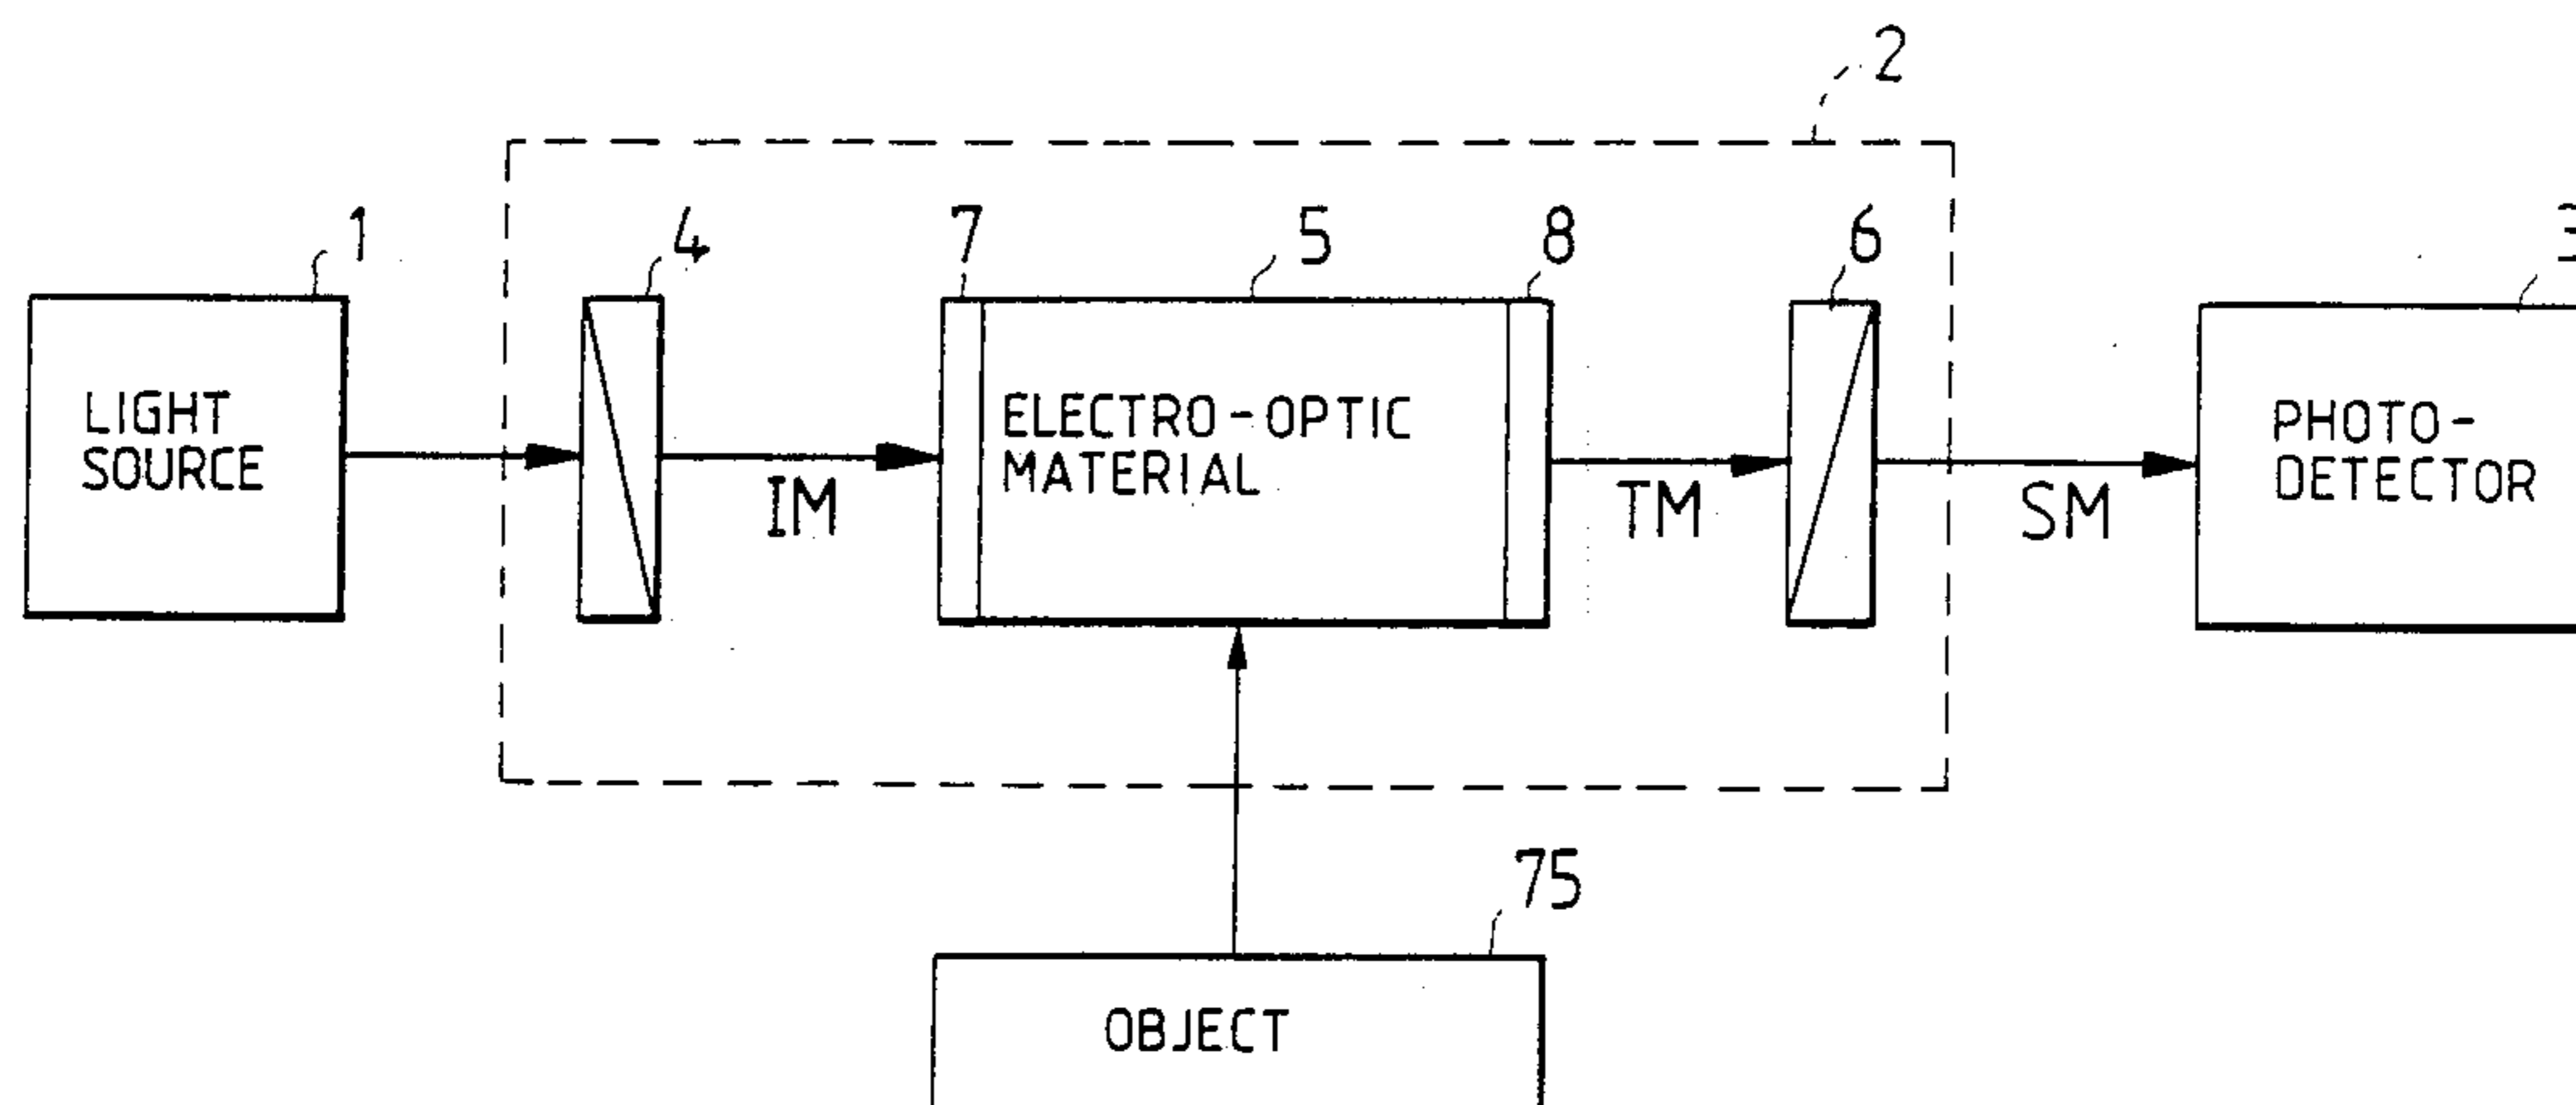 2
1
4
7
5
8
6
3
LIGHT
SOURCE
ELECTRO-OPTIC
MATERIAL
PHOTO-
DETECTOR
IM
TM
SM
75
OBJECT